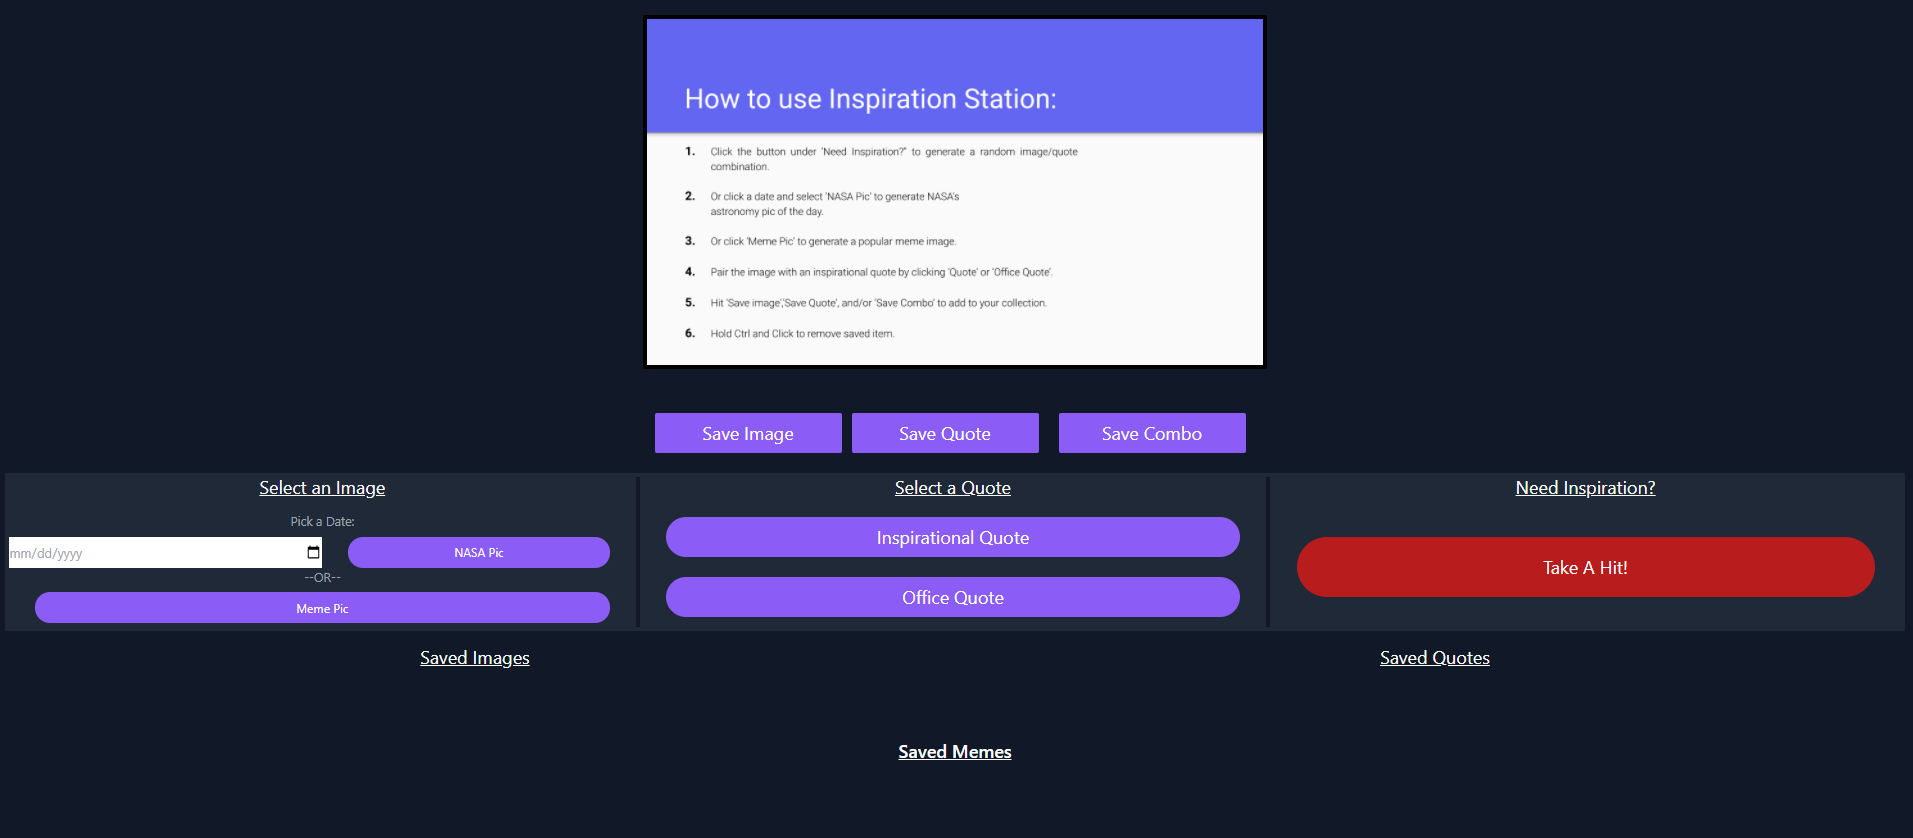 How to use Inspiration Station:
1. Click the button under 'Need Inspiration?" to generate a random image/quote
combination.
2. Or click a date and select 'NASA Pic' to generate NASA's
astronomy pic of the day.
3. Or click 'Meme Pic' to generate a popular meme image.
4. Pair the image with an inspirational quote by clicking 'Quote' or 'Office Quote'.
5. Hit 'Save image','Save Quote', and/or 'Save Combo' to add to your collection.
6. Hold Ctrl and Click to remove saved item.
Save Image Save Quote Save Combo
Select an Image
Pick a Date:
mm/dd/yyyy NASA Pic
--OR--
Meme Pic
Select a Quote
Inspirational Quote
Office Quote
Need Inspiration?
Take A Hit!
Saved Images Saved Quotes
Saved Memes